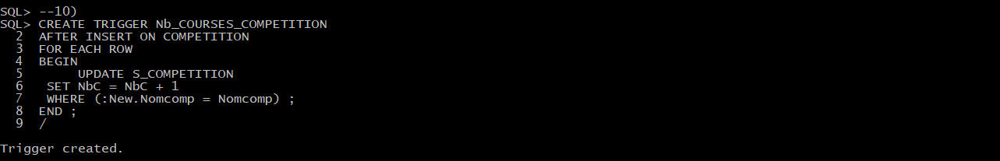 SQL> --10)
SQL> CREATE TRIGGER Nb_COURSES_COMPETITION
  2  AFTER INSERT ON COMPETITION
  3  FOR EACH ROW
  4  BEGIN
  5       UPDATE S_COMPETITION
  6   SET NbC = NbC + 1
  7   WHERE (:New.Nomcomp = Nomcomp) ;
  8  END ;
  9  /
Trigger created.